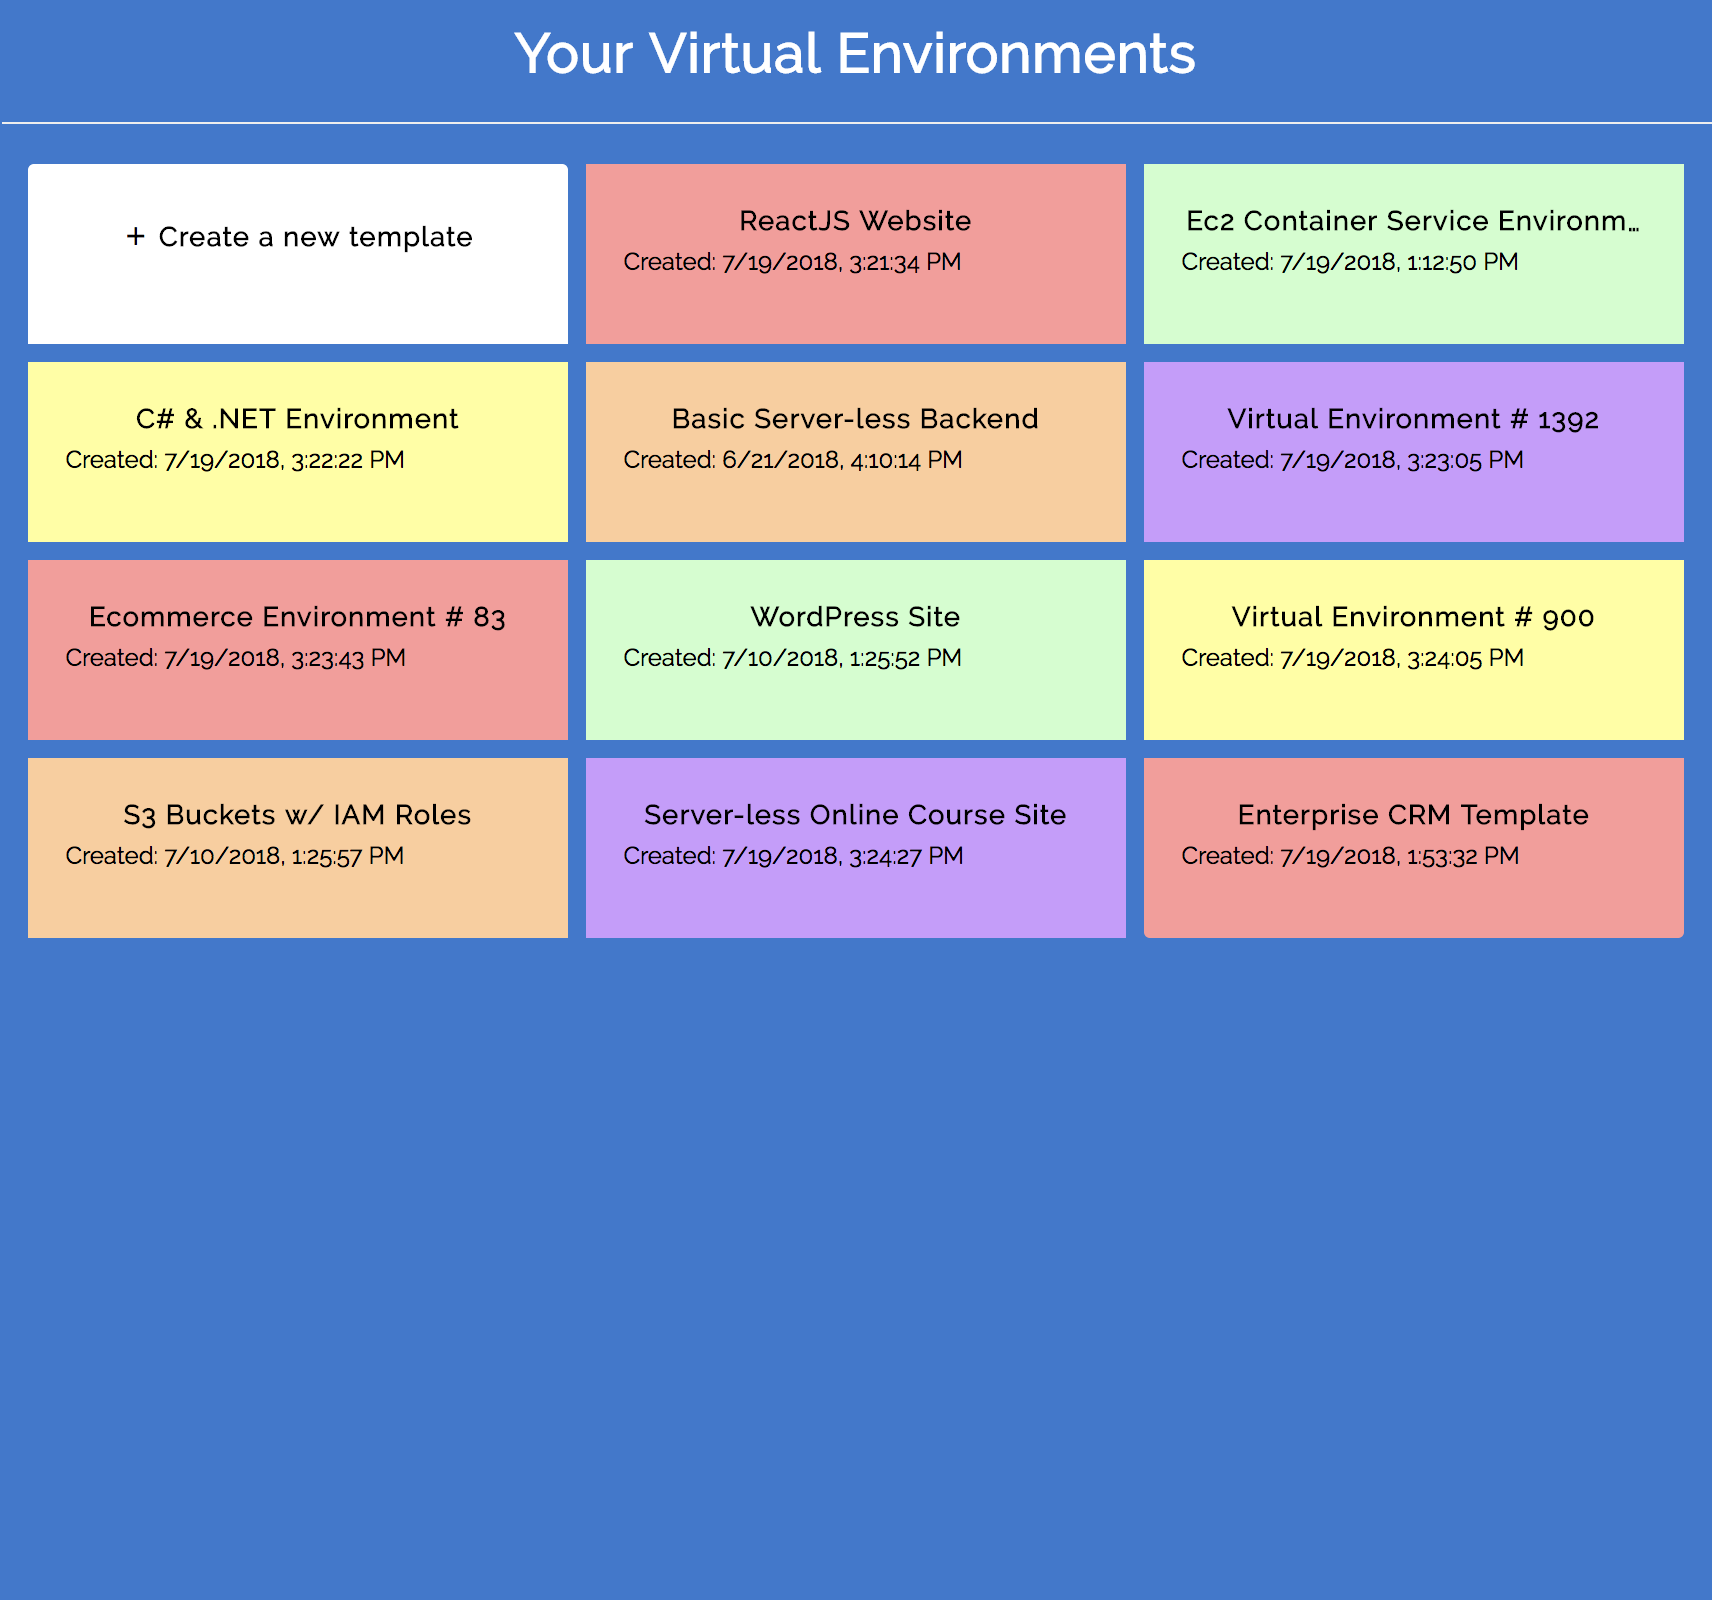 Your Virtual Environments
+ Create a new template
ReactJS Website
Created: 7/19/2018, 3:21:34 PM
Ec2 Container Service Environm...
Created: 7/19/2018, 1:12:50 PM
C# & .NET Environment
Created: 7/19/2018, 3:22:22 PM
Basic Server-less Backend
Created: 6/21/2018, 4:10:14 PM
Virtual Environment # 1392
Created: 7/19/2018, 3:23:05 PM
Ecommerce Environment # 83
Created: 7/19/2018, 3:23:43 PM
WordPress Site
Created: 7/10/2018, 1:25:52 PM
Virtual Environment # 900
Created: 7/19/2018, 3:24:05 PM
S3 Buckets w/ IAM Roles
Created: 7/10/2018, 1:25:57 PM
Server-less Online Course Site
Created: 7/19/2018, 3:24:27 PM
Enterprise CRM Template
Created: 7/19/2018, 1:53:32 PM